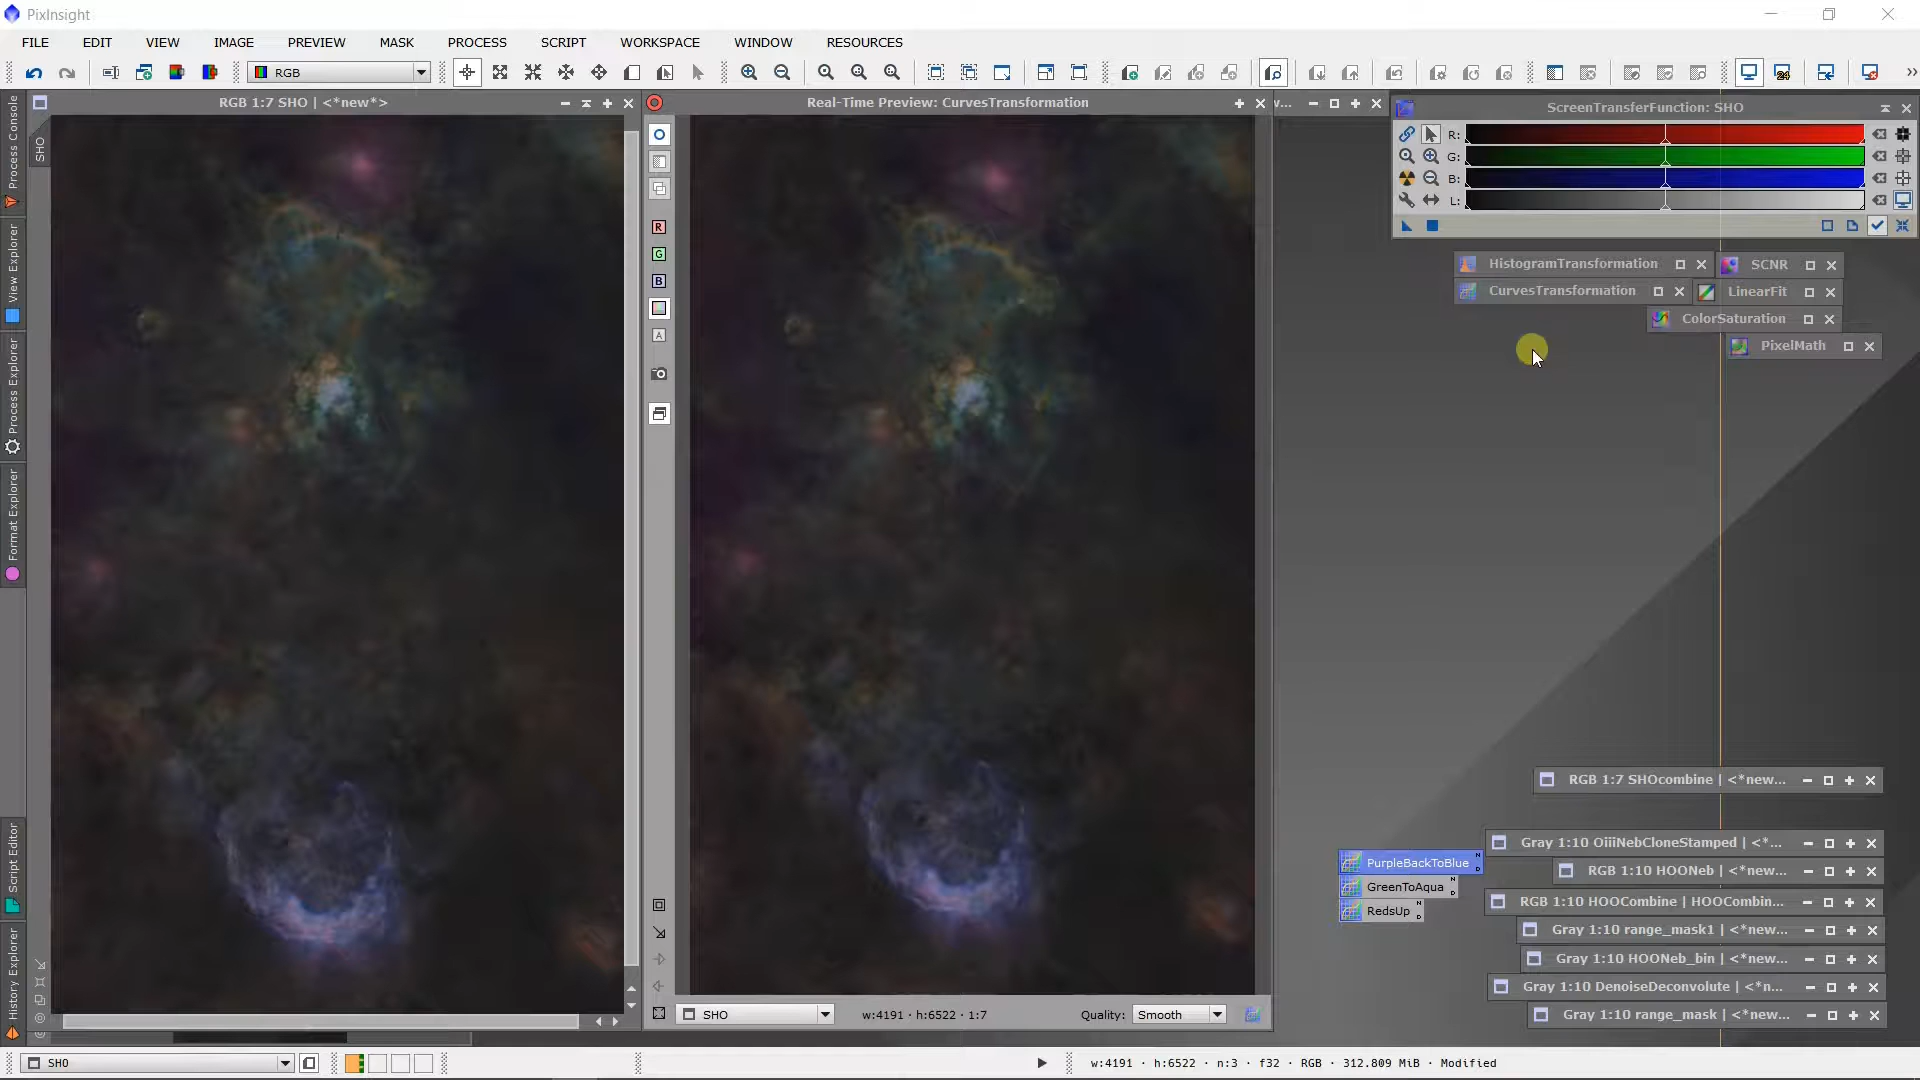 PixInsight
FILE EDIT VIEW IMAGE PREVIEW MASK PROCESS SCRIPT WORKSPACE WINDOW RESOURCES
RGB
24
RGB 1:7 SHO | <*new*>
Real-Time Preview: CurvesTransformation
v...
ScreenTransferFunction: SHO
R:
G:
B:
L:
Process Console
View Explorer
Process Explorer
Format Explorer
Script Editor
History Explorer
SHO
R
G
B
A
HistogramTransformation
SCNR
CurvesTransformation
LinearFit
ColorSaturation
PixelMath
RGB 1:7 SHOcombine | <*new...
Gray 1:10 OiiiNebCloneStamped | <*...
PurpleBackToBlue
N
D
RGB 1:10 HOONeb | <*new...
GreenToAqua
N
D
RGB 1:10 HOOCombine | HOOCombin...
RedsUp
N
D
Gray 1:10 range_mask1 | <*new...
Gray 1:10 HOONeb_bin | <*new...
Gray 1:10 DenoiseDeconvolute | <*n...
Gray 1:10 range_mask | <*new...
SHO
w:4191 · h:6522 · 1:7
Quality: Smooth
SHO
w:4191 · h:6522 · n:3 · f32 · RGB · 312.809 MiB · Modified